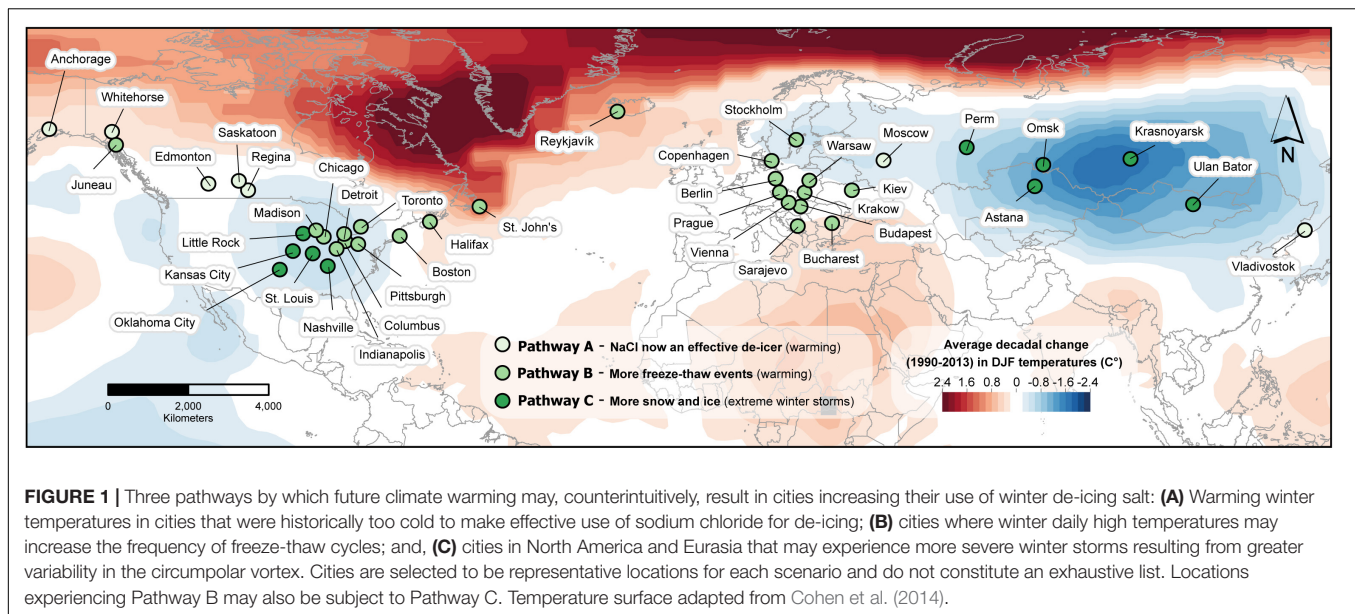 Anchorage
Whitehorse
Saskatoon
Edmonton
Regina
Chicago
Juneau
Detroit
Madison
Toronto
Little Rock
Kansas City
St. Louis
Oklahoma City
Nashville
Indianapolis
Columbus
Pittsburgh
Boston
Halifax
St. John's
Reykjavík
Stockholm
Copenhagen
Moscow
Warsaw
Berlin
Kiev
Prague
Krakow
Vienna
Budapest
Sarajevo
Bucharest
Perm
Omsk
Krasnoyarsk
Astana
Ulan Bator
Vladivostok
N
Pathway A - NaCl now an effective de-icer (warming)
Pathway B - More freeze-thaw events (warming)
Pathway C - More snow and ice (extreme winter storms)
Average decadal change
(1990-2013) in DJF temperatures (C°)
2.4 1.6 0.8 0 -0.8 -1.6 -2.4
0 2,000 4,000
Kilometers
FIGURE 1 | Three pathways by which future climate warming may, counterintuitively, result in cities increasing their use of winter de-icing salt: (A) Warming winter
temperatures in cities that were historically too cold to make effective use of sodium chloride for de-icing; (B) cities where winter daily high temperatures may
increase the frequency of freeze-thaw cycles; and, (C) cities in North America and Eurasia that may experience more severe winter storms resulting from greater
variability in the circumpolar vortex. Cities are selected to be representative locations for each scenario and do not constitute an exhaustive list. Locations
experiencing Pathway B may also be subject to Pathway C. Temperature surface adapted from Cohen et al. (2014).